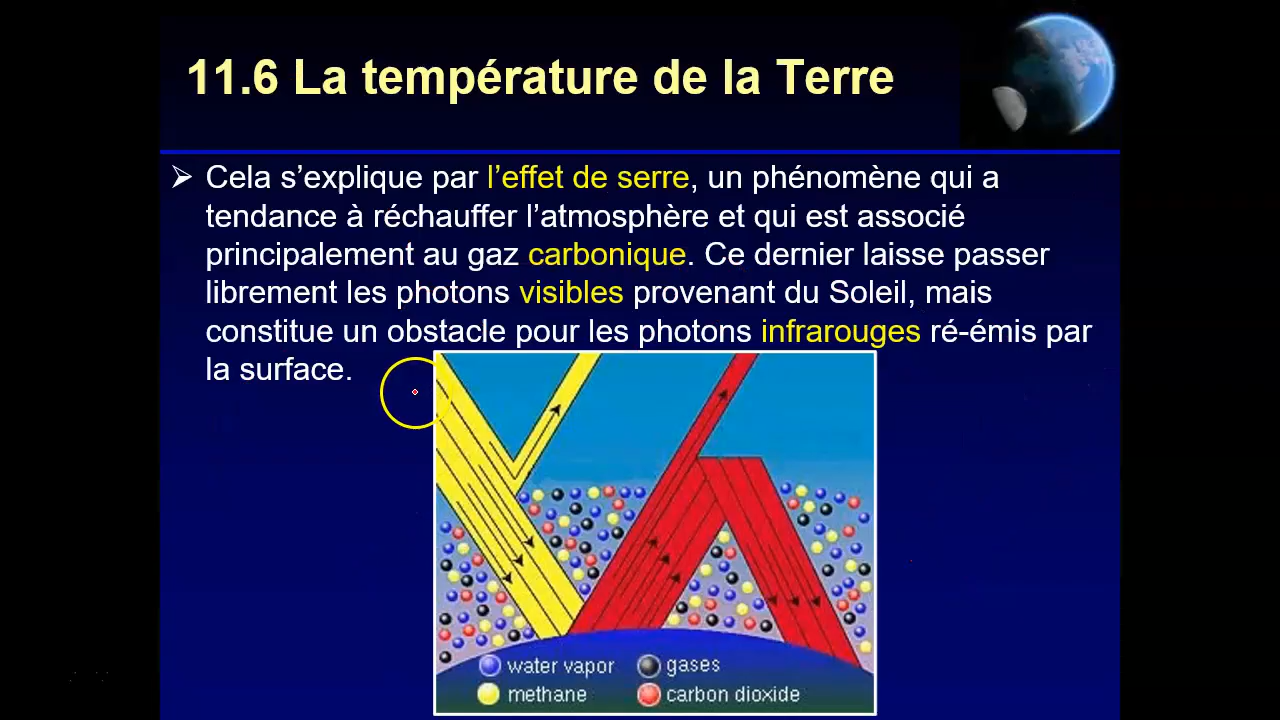 11.6 La température de la Terre
Cela s’explique par l’effet de serre, un phénomène qui a
tendance à réchauffer l’atmosphère et qui est associé
principalement au gaz carbonique. Ce dernier laisse passer
librement les photons visibles provenant du Soleil, mais
constitue un obstacle pour les photons infrarouges ré-émis par
la surface.
water vapor
gases
methane
carbon dioxide